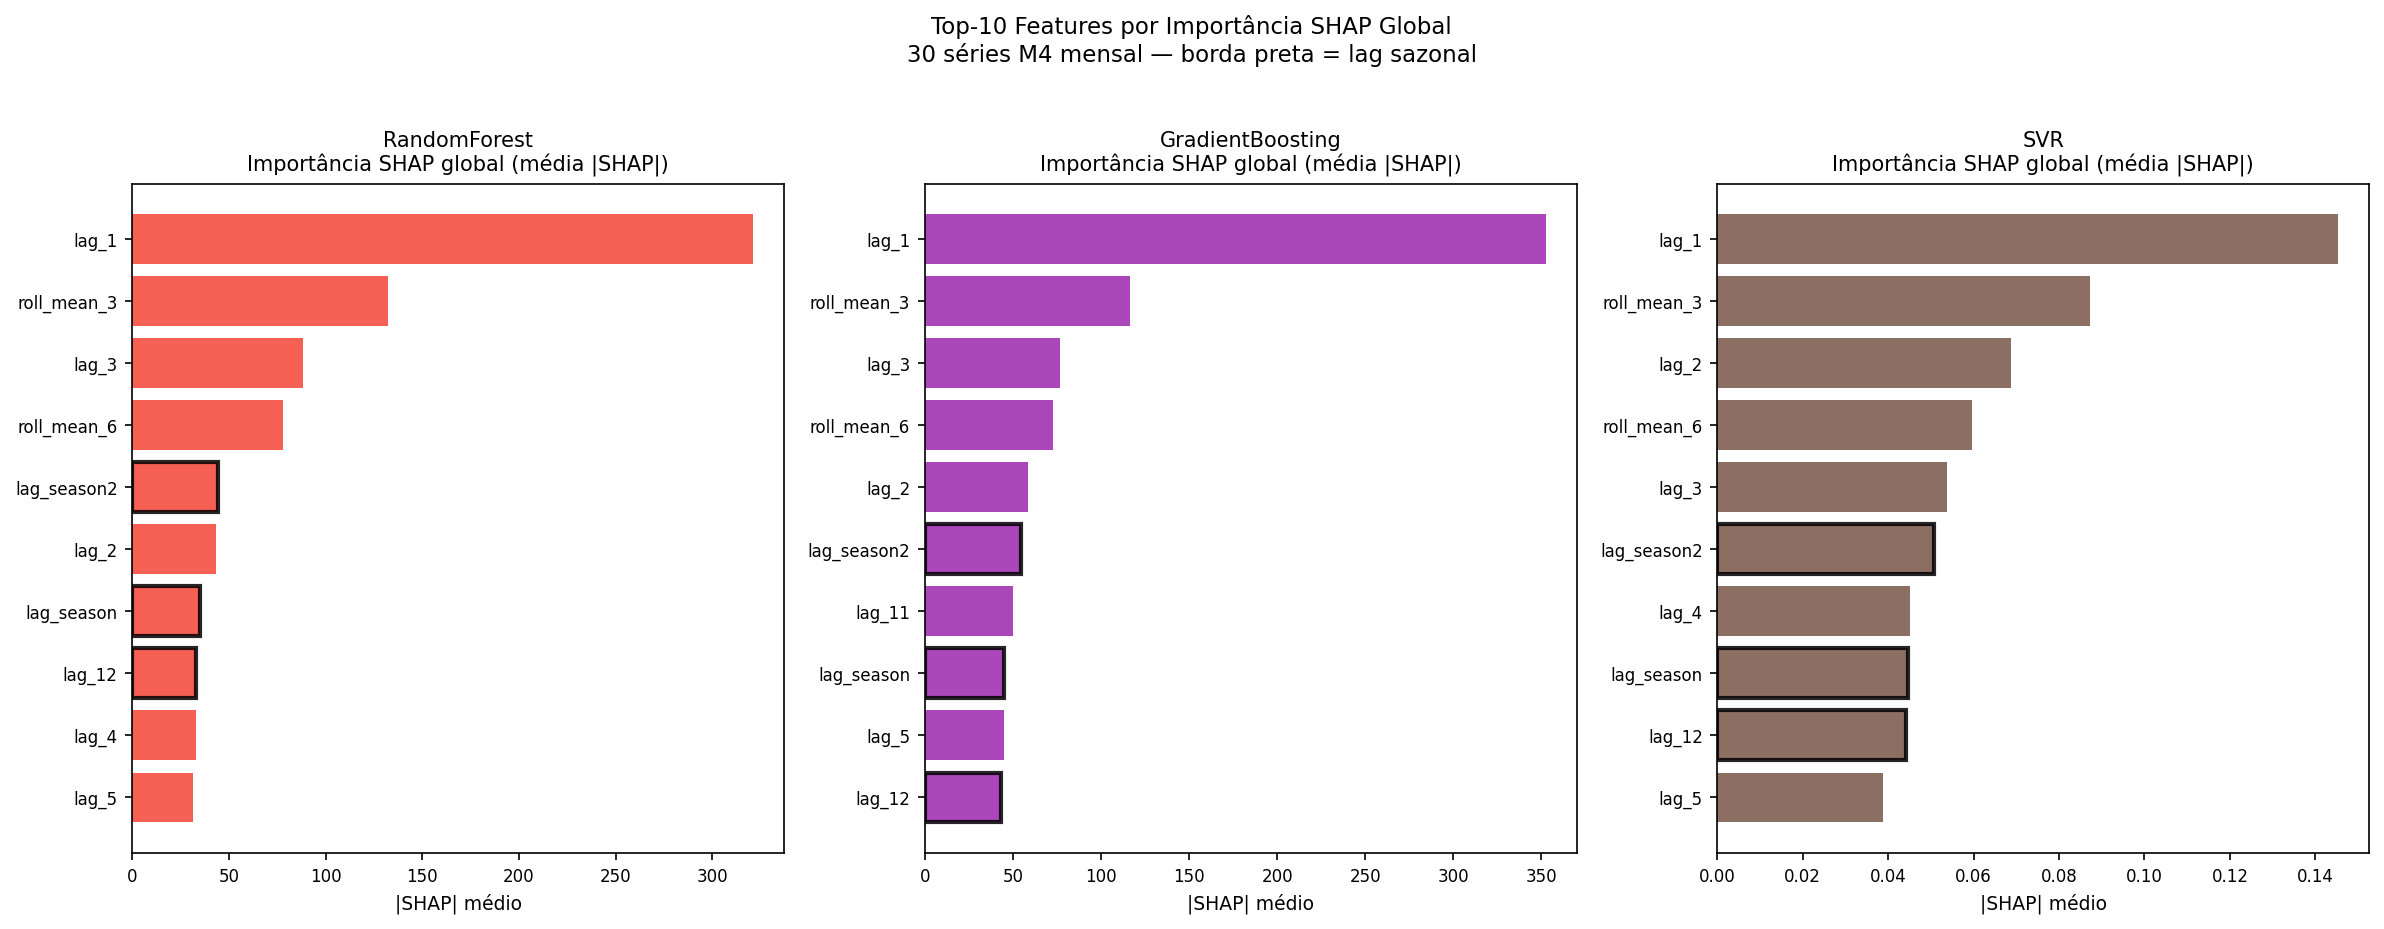 Top-10 Features por Importância SHAP Global
30 séries M4 mensal — borda preta = lag sazonal
RandomForest
Importância SHAP global (média |SHAP|)
lag_1
roll_mean_3
lag_3
roll_mean_6
lag_season2
lag_2
lag_season
lag_12
lag_4
lag_5
0 50 100 150 200 250 300
|SHAP| médio
GradientBoosting
Importância SHAP global (média |SHAP|)
lag_1
roll_mean_3
lag_3
roll_mean_6
lag_2
lag_season2
lag_11
lag_season
lag_5
lag_12
0 50 100 150 200 250 300 350
|SHAP| médio
SVR
Importância SHAP global (média |SHAP|)
lag_1
roll_mean_3
lag_2
roll_mean_6
lag_3
lag_season2
lag_4
lag_season
lag_12
lag_5
0.00 0.02 0.04 0.06 0.08 0.10 0.12 0.14
|SHAP| médio